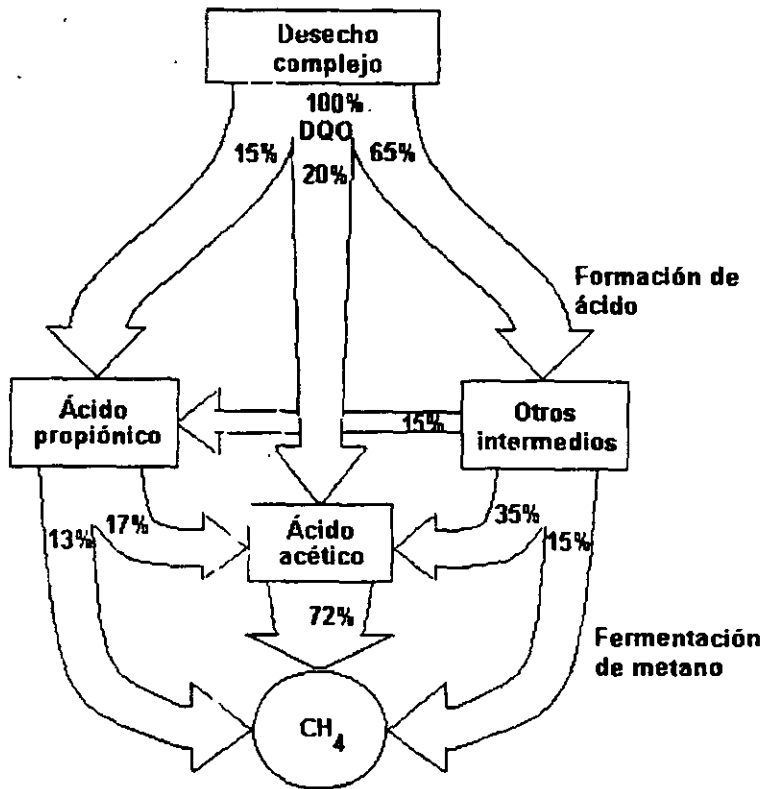 Desecho
complejo
100%
DQO
15%
20%
65%
Formación de
ácido
Ácido
propiónico
15%
Otros
intermedios
13%
17%
Ácido
acético
35%
15%
72%
Fermentación
de metano
CH4